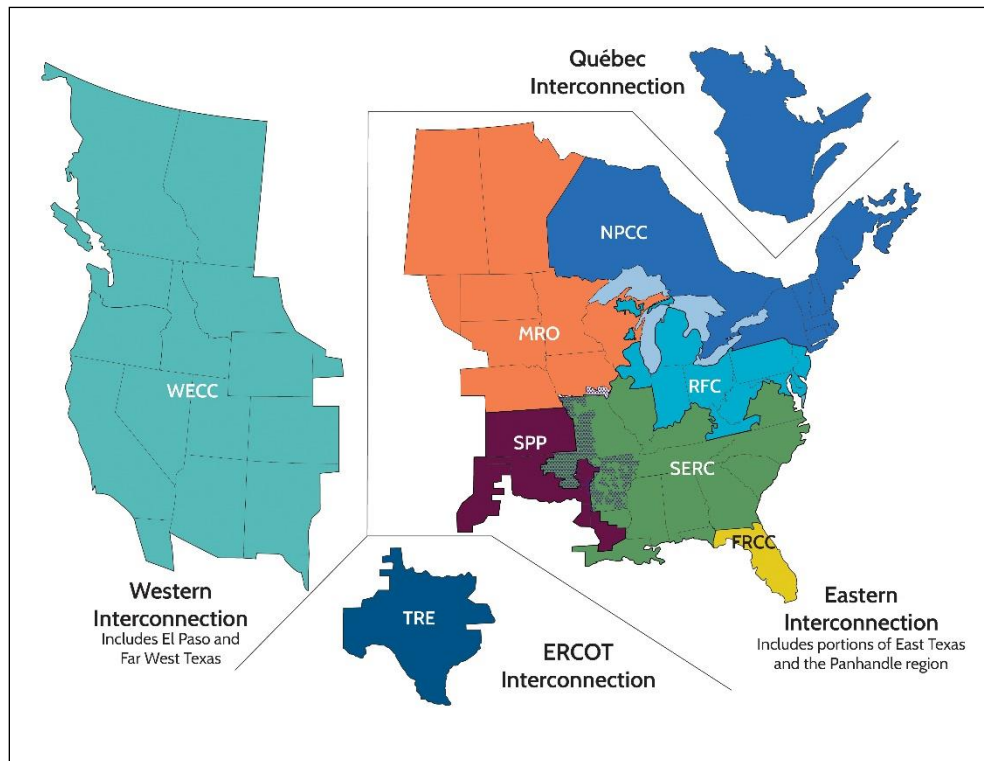 Québec
Interconnection
NPCC
MRO
RFC
WECC
SPP
SERC
FRCC
Western
Interconnection
Includes El Paso and
Far West Texas
TRE
ERCOT
Interconnection
Eastern
Interconnection
Includes portions of East Texas
and the Panhandle region